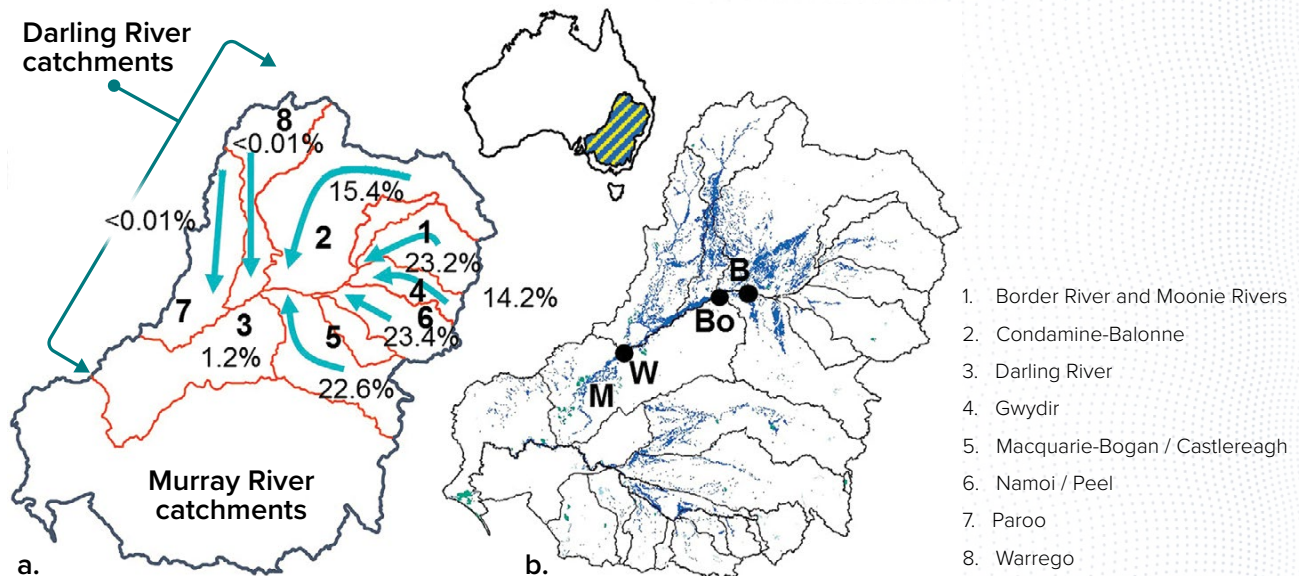 Darling River
catchments
8
<0.01%
15.4%
<0.01%
2
1
23.2%
4
14.2%
7
3
5
6
23.4%
1.2%
22.6%
Murray River
catchments
a.
B
Bo
W
M
b.
1. Border River and Moonie Rivers
2. Condamine-Balonne
3. Darling River
4. Gwydir
5. Macquarie-Bogan / Castlereagh
6. Namoi / Peel
7. Paroo
8. Warrego